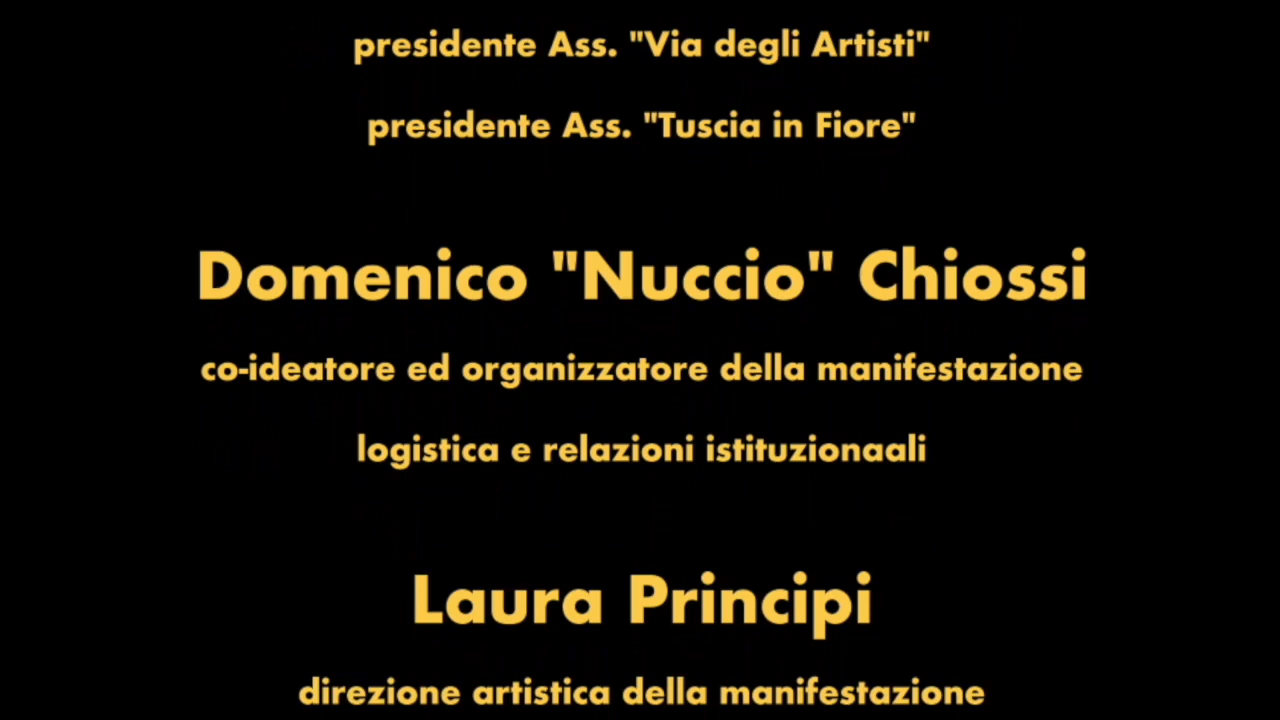 presidente Ass. "Via degli Artisti"
presidente Ass. "Tuscia in Fiore"
Domenico "Nuccio" Chiossi
co-ideatore ed organizzatore della manifestazione
logistica e relazioni istituzionaali
Laura Principi
direzione artistica della manifestazione